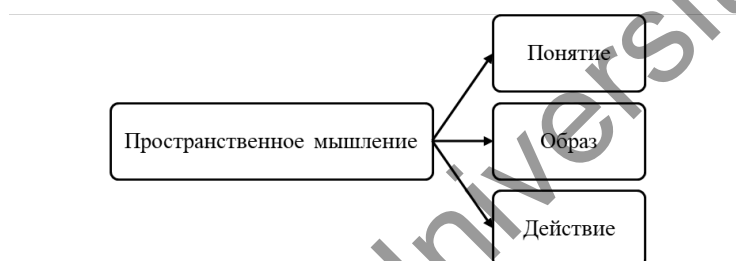 Понятие
Пространственное мышление
Образ
Действие